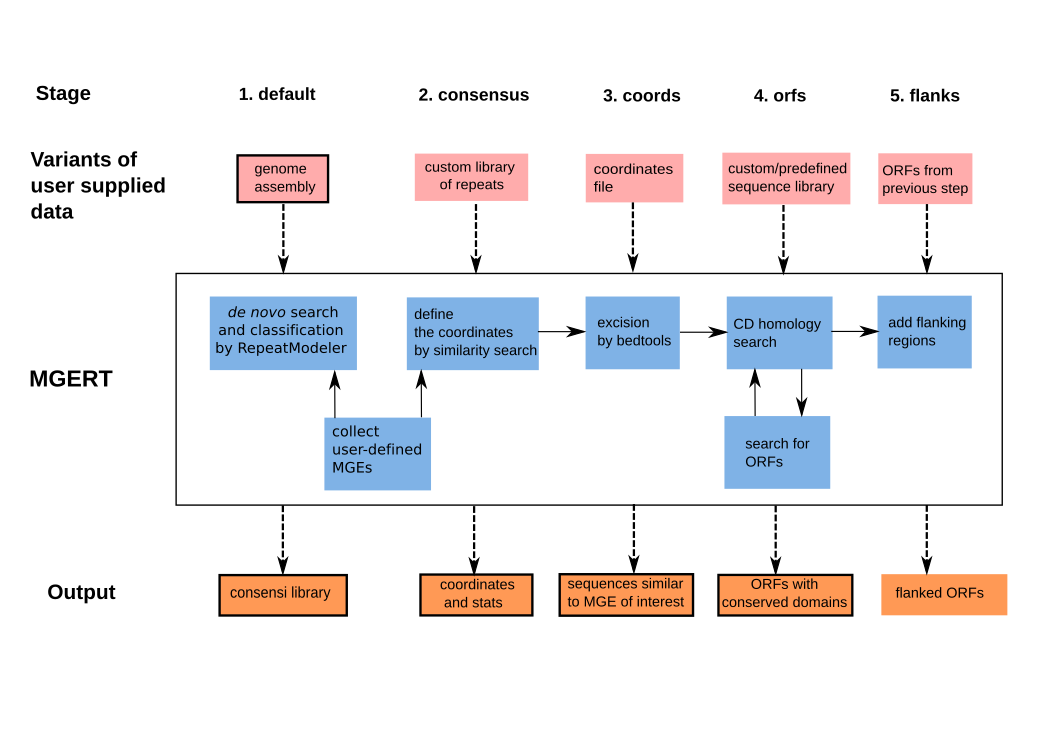 Stage
1. default
2. consensus
3. coords
4. orfs
5. flanks
Variants of
user supplied
data
genome
assembly
custom library
of repeats
coordinates
file
custom/predefined
sequence library
ORFs from
previous step
MGERT
de novo search
and classification
by RepeatModeler
define
the coordinates
by similarity search
excision
by bedtools
CD homology
search
add flanking
regions
collect
user-defined
MGEs
search for
ORFs
Output
consensi library
coordinates
and stats
sequences similar
to MGE of interest
ORFs with
conserved domains
flanked ORFs